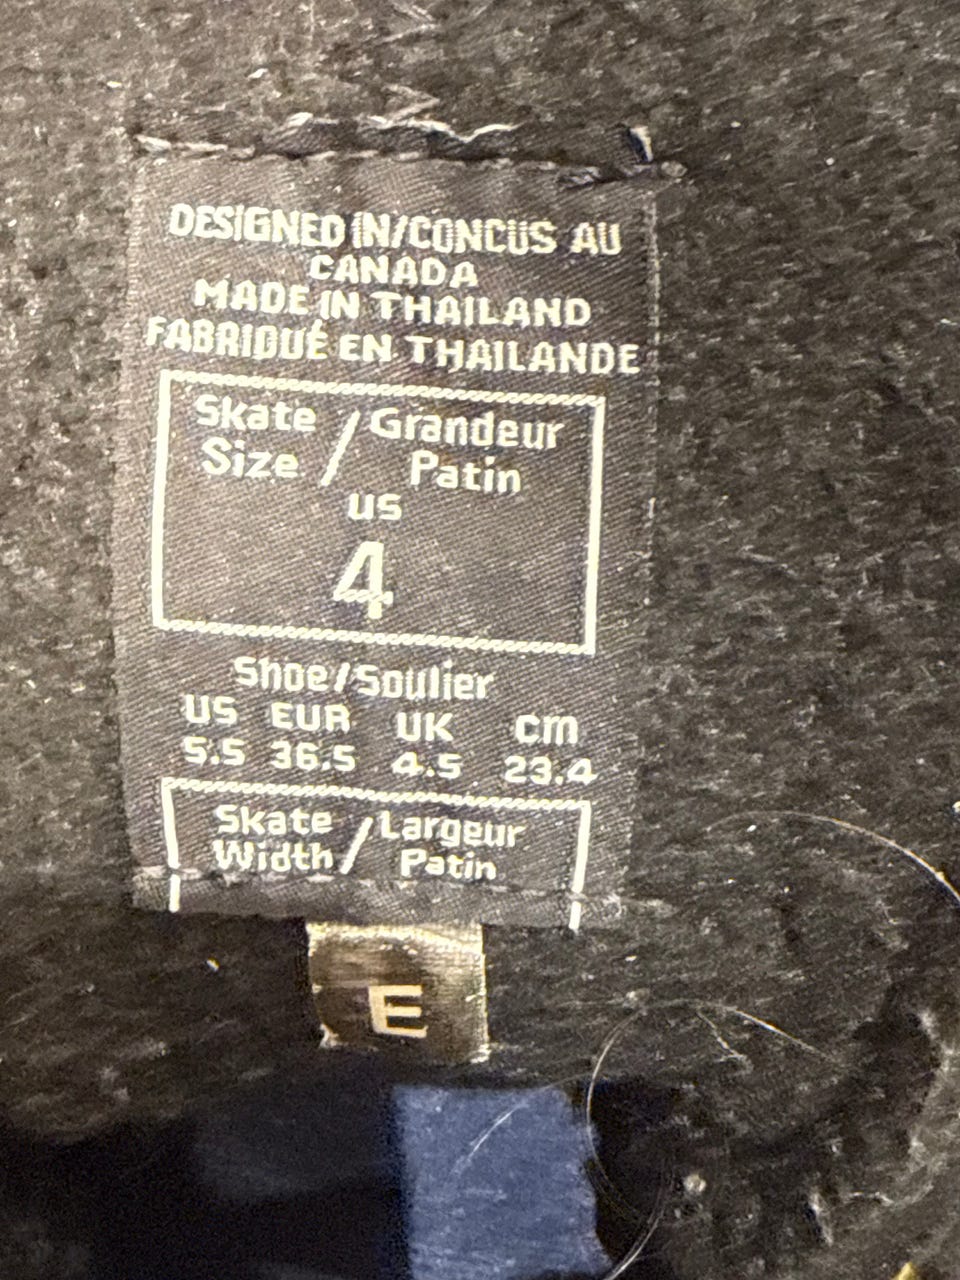 DESIGNED IN/CONCUS AU
CANADA
MADE IN THAILAND
FABRIQUÉ EN THAILANDE
Skate / Grandeur
Size Patin
US
4
Shoe/Soulier
US EUR UK cm
5.5 36.5 4.5 23.4
Skate / Largeur
Width Patin
E